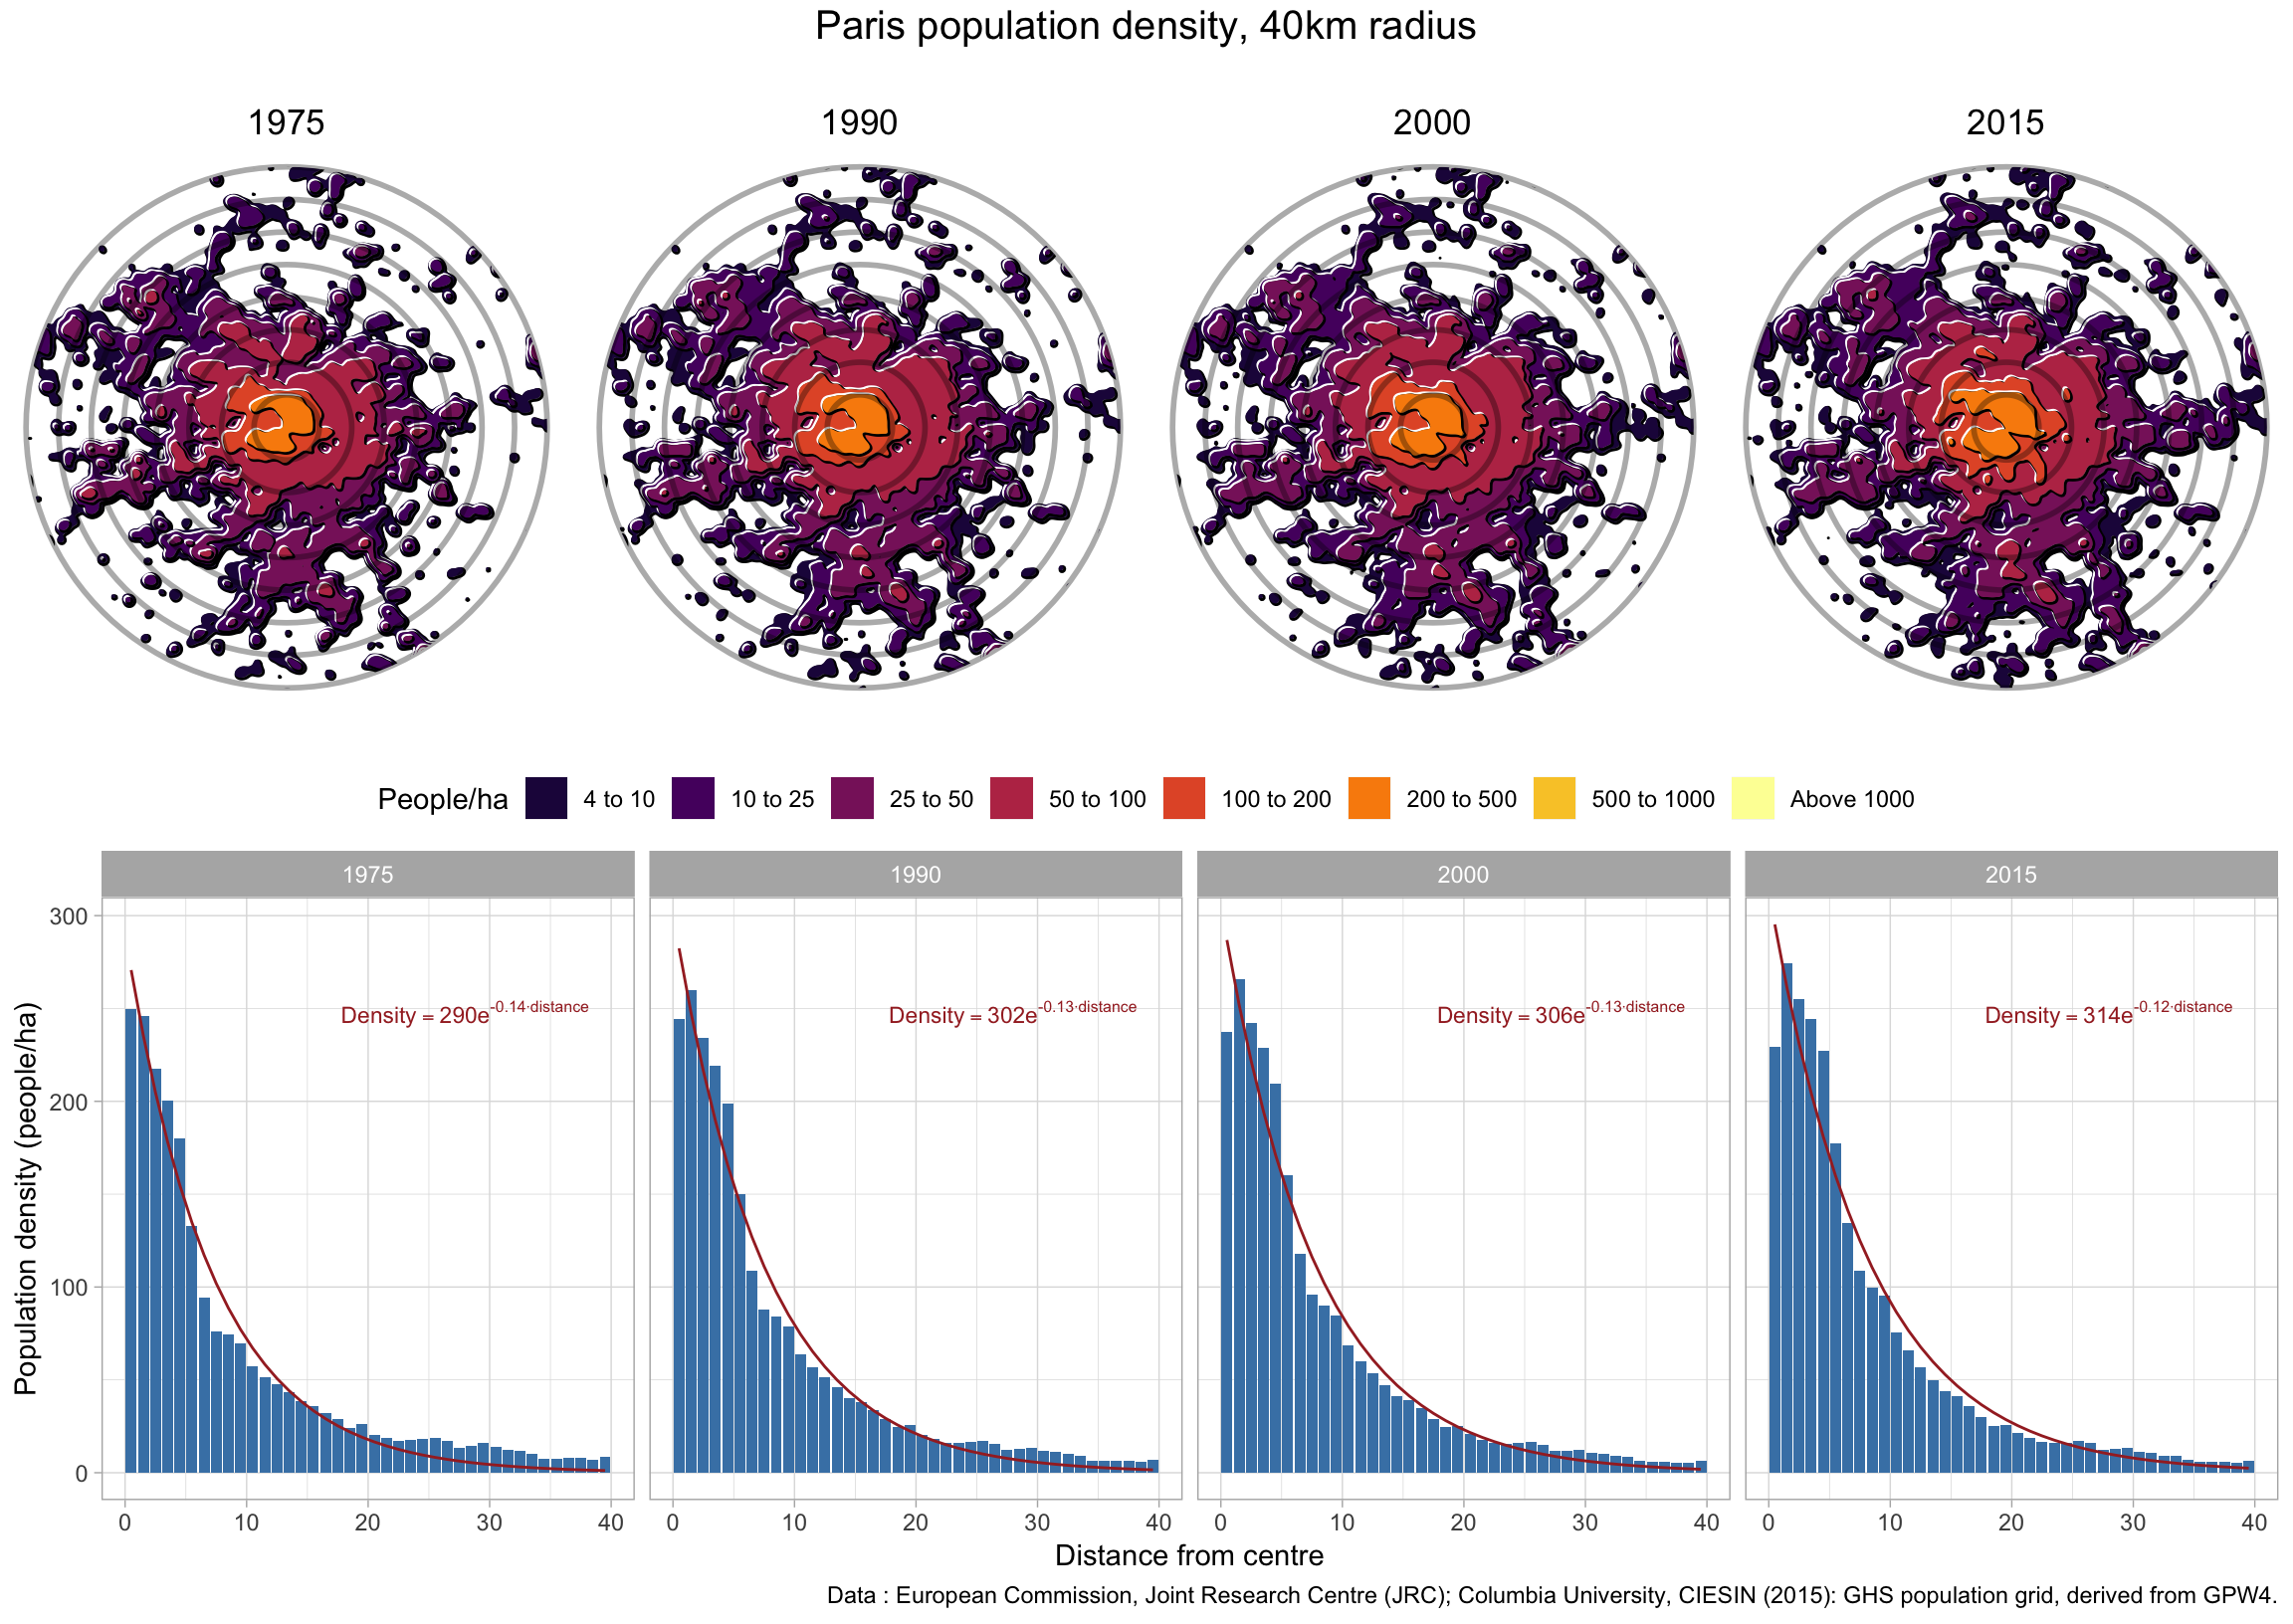 Paris population density, 40km radius
1975 1990 2000 2015
People/ha 4 to 10 10 to 25 25 to 50 50 to 100 100 to 200 200 to 500 500 to 1000 Above 1000
1975 1990 2000 2015
Population density (people/ha)
300
200
100
0
Density = 290e-0.14·distance
Density = 302e-0.13·distance
Density = 306e-0.13·distance
Density = 314e-0.12·distance
0 10 20 30 40 0 10 20 30 40 0 10 20 30 40 0 10 20 30 40
Distance from centre
Data : European Commission, Joint Research Centre (JRC); Columbia University, CIESIN (2015): GHS population grid, derived from GPW4.